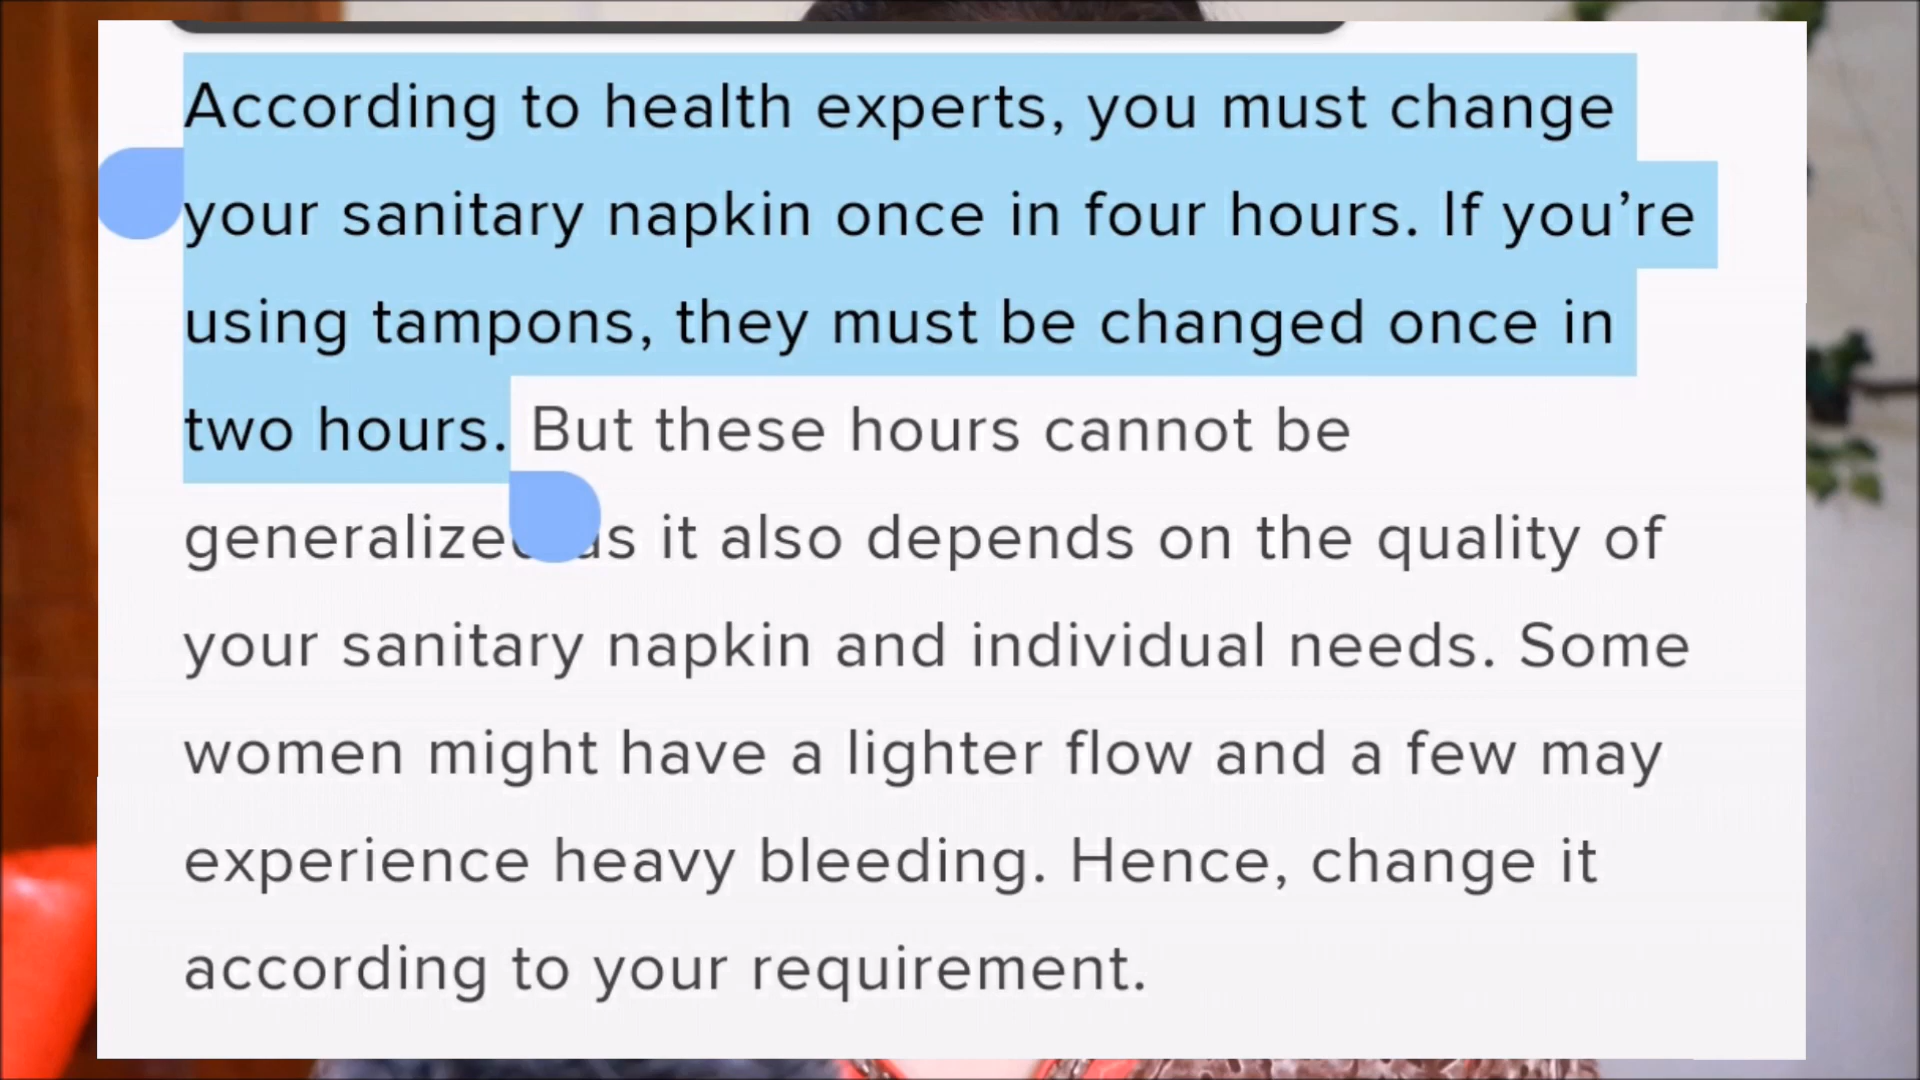 According to health experts, you must change
your sanitary napkin once in four hours. If you’re
using tampons, they must be changed once in
two hours. But these hours cannot be
generalized as it also depends on the quality of
your sanitary napkin and individual needs. Some
women might have a lighter flow and a few may
experience heavy bleeding. Hence, change it
according to your requirement.